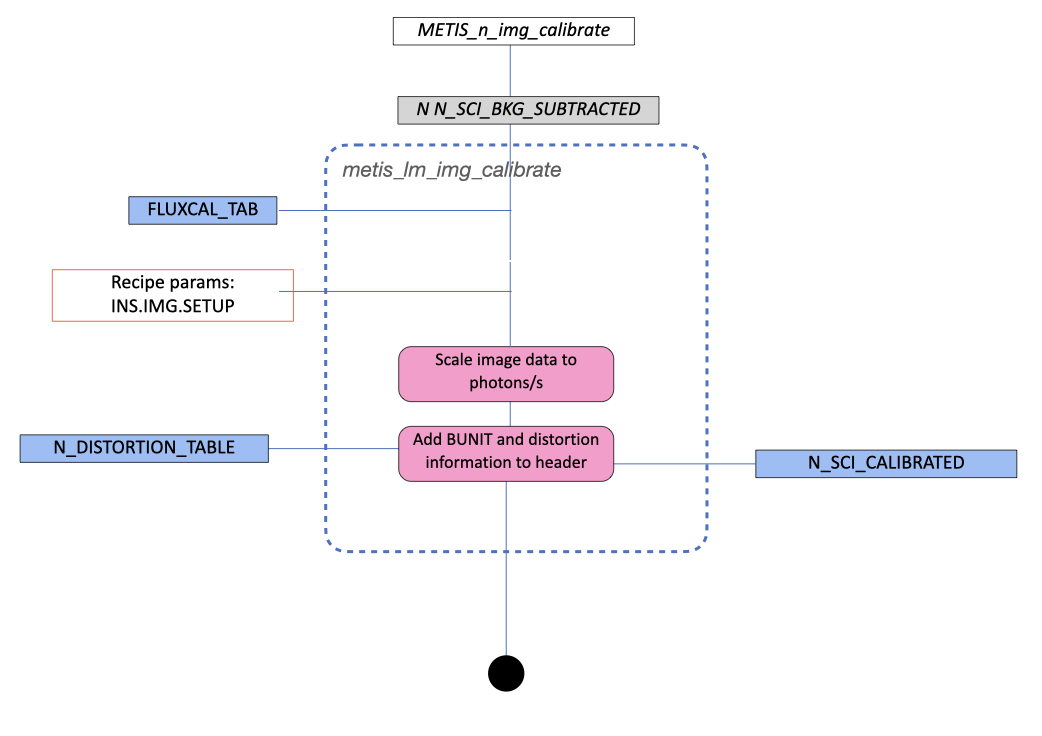 METIS_n_img_calibrate
N N_SCI_BKG_SUBTRACTED
metis_lm_img_calibrate
FLUXCAL_TAB
Recipe params:
INS.IMG.SETUP
Scale image data to
photons/s
Add BUNIT and distortion
information to header
N_DISTORTION_TABLE
N_SCI_CALIBRATED